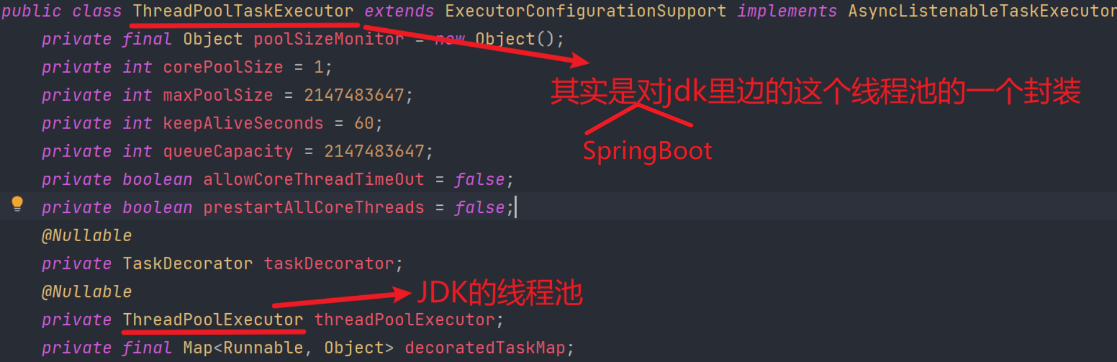 public class ThreadPoolTaskExecutor extends ExecutorConfigurationSupport implements AsyncListenableTaskExecutor
private final Object poolSizeMonitor = new Object();
private int corePoolSize = 1;
其实是对jdk里边的这个线程池的一个封装
private int maxPoolSize = 2147483647;
private int keepAliveSeconds = 60;
SpringBoot
private int queueCapacity = 2147483647;
private boolean allowCoreThreadTimeOut = false;
private boolean prestartAllCoreThreads = false;
@Nullable
private TaskDecorator taskDecorator;
@Nullable
JDK的线程池
private ThreadPoolExecutor threadPoolExecutor;
private final Map<Runnable, Object> decoratedTaskMap;